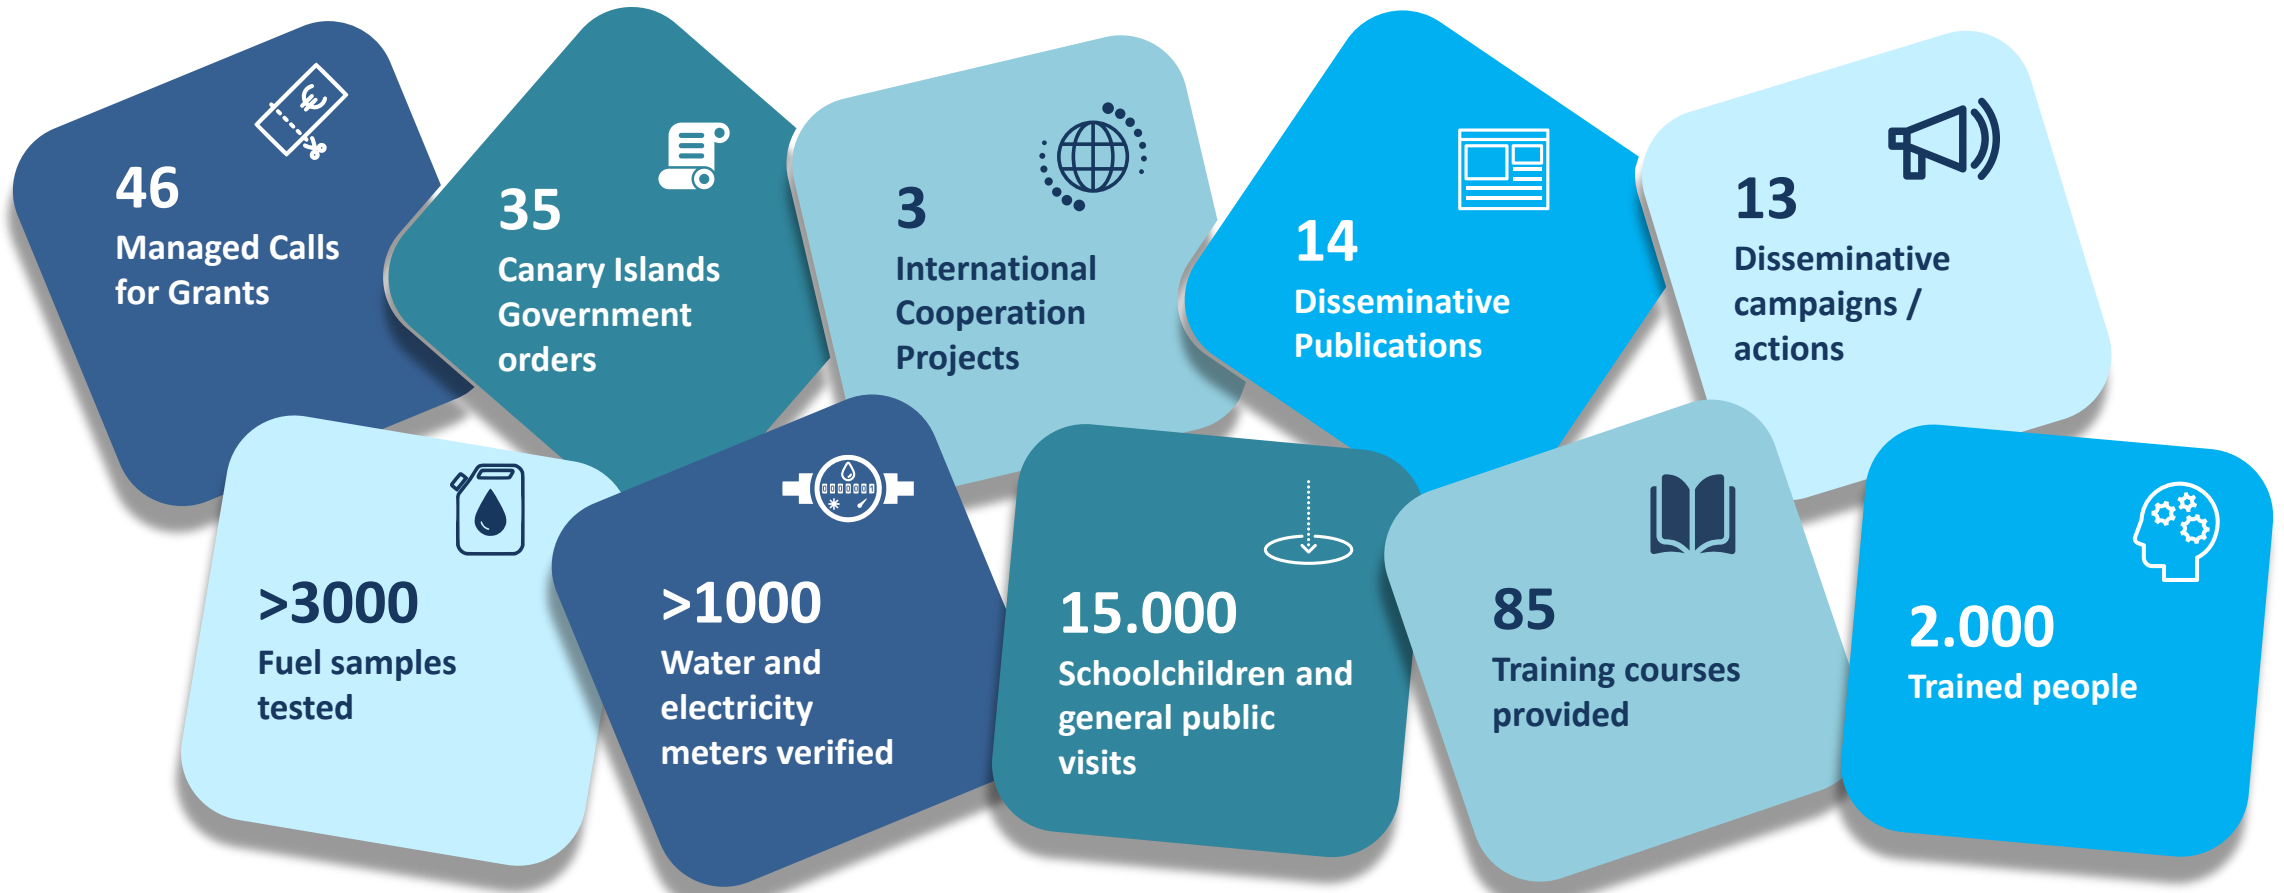 46
Managed Calls
for Grants
35
Canary Islands
Government
orders
3
International
Cooperation
Projects
14
Disseminative
Publications
13
Disseminative
campaigns /
actions
>3000
Fuel samples
tested
>1000
Water and
electricity
meters verified
0000001
15.000
Schoolchildren and
general public
visits
85
Training courses
provided
2.000
Trained people